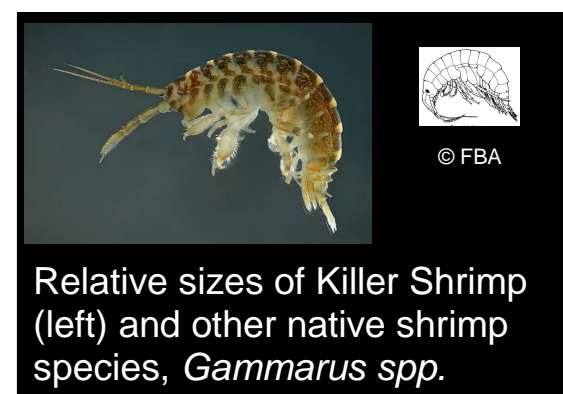 © FBA
Relative sizes of Killer Shrimp
(left) and other native shrimp
species, Gammarus spp.